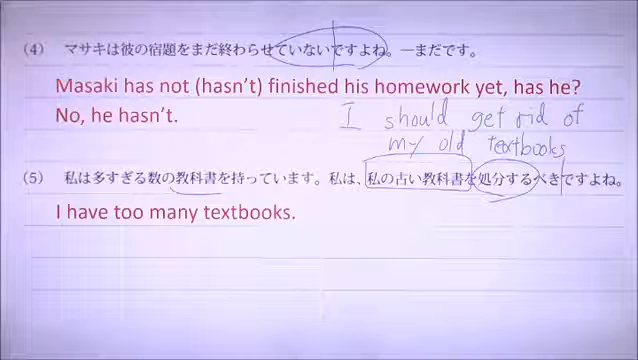 (4) マサキは彼の宿題をまだ終わらせていないですよね。ーまだです。
Masaki has not (hasn't) finished his homework yet, has he?
No, he hasn't.
I should get rid of
my old textbooks
(5) 私は多すぎる数の教科書を持っています。私は、私の古い教科書を処分するべきですよね。
I have too many textbooks.